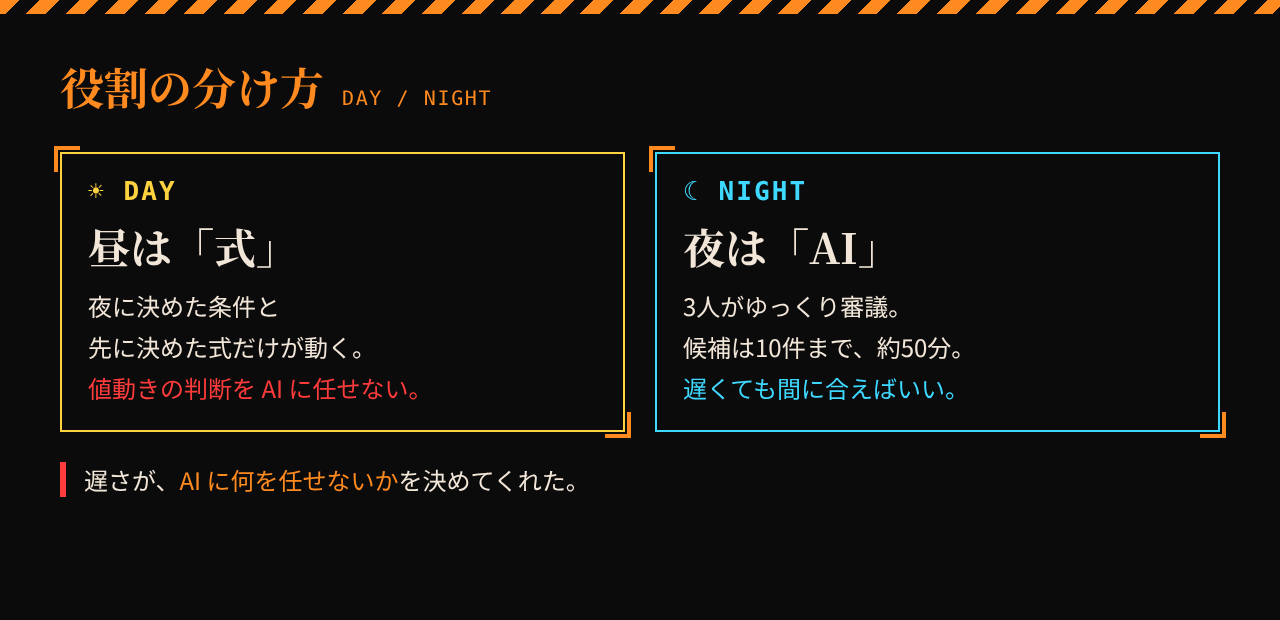 役割の分け方 DAY / NIGHT
☀ DAY
昼は「式」
夜に決めた条件と
先に決めた式だけが動く。
値動きの判断を AI に任せない。
☾ NIGHT
夜は「AI」
3人がゆっくり審議。
候補は10件まで、約50分。
遅くても間に合えばいい。
遅さが、AI に何を任せないかを決めてくれた。